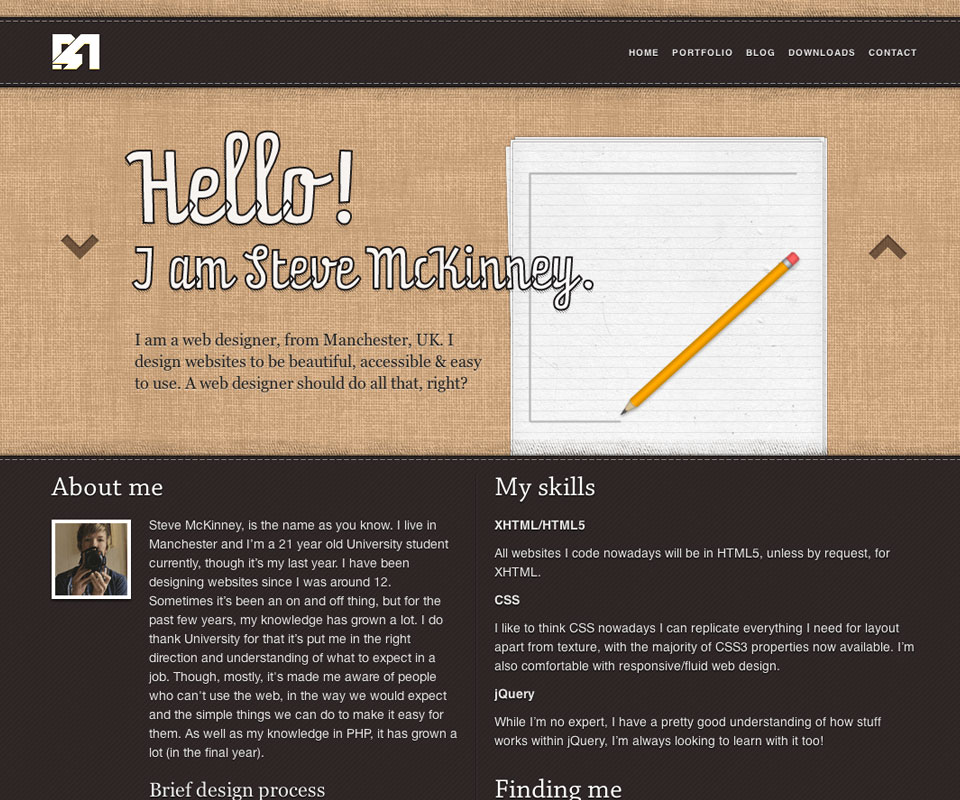 HOME PORTFOLIO BLOG DOWNLOADS CONTACT
Hello!
I am Steve McKinney.
I am a web designer, from Manchester, UK. I
design websites to be beautiful, accessible & easy
to use. A web designer should do all that, right?
About me
Steve McKinney, is the name as you know. I live in
Manchester and I'm a 21 year old University student
currently, though it's my last year. I have been
designing websites since I was around 12.
Sometimes it's been an on and off thing, but for the
past few years, my knowledge has grown a lot. I do
thank University for that it's put me in the right
direction and understanding of what to expect in a
job. Though, mostly, it's made me aware of people
who can't use the web, in the way we would expect
and the simple things we can do to make it easy for
them. As well as my knowledge in PHP, it has grown a
lot (in the final year).
Brief design process
My skills
XHTML/HTML5
All websites I code nowadays will be in HTML5, unless by request, for
XHTML.
CSS
I like to think CSS nowadays I can replicate everything I need for layout
apart from texture, with the majority of CSS3 properties now available. I'm
also comfortable with responsive/fluid web design.
jQuery
While I'm no expert, I have a pretty good understanding of how stuff
works within jQuery, I'm always looking to learn with it too!
Finding me